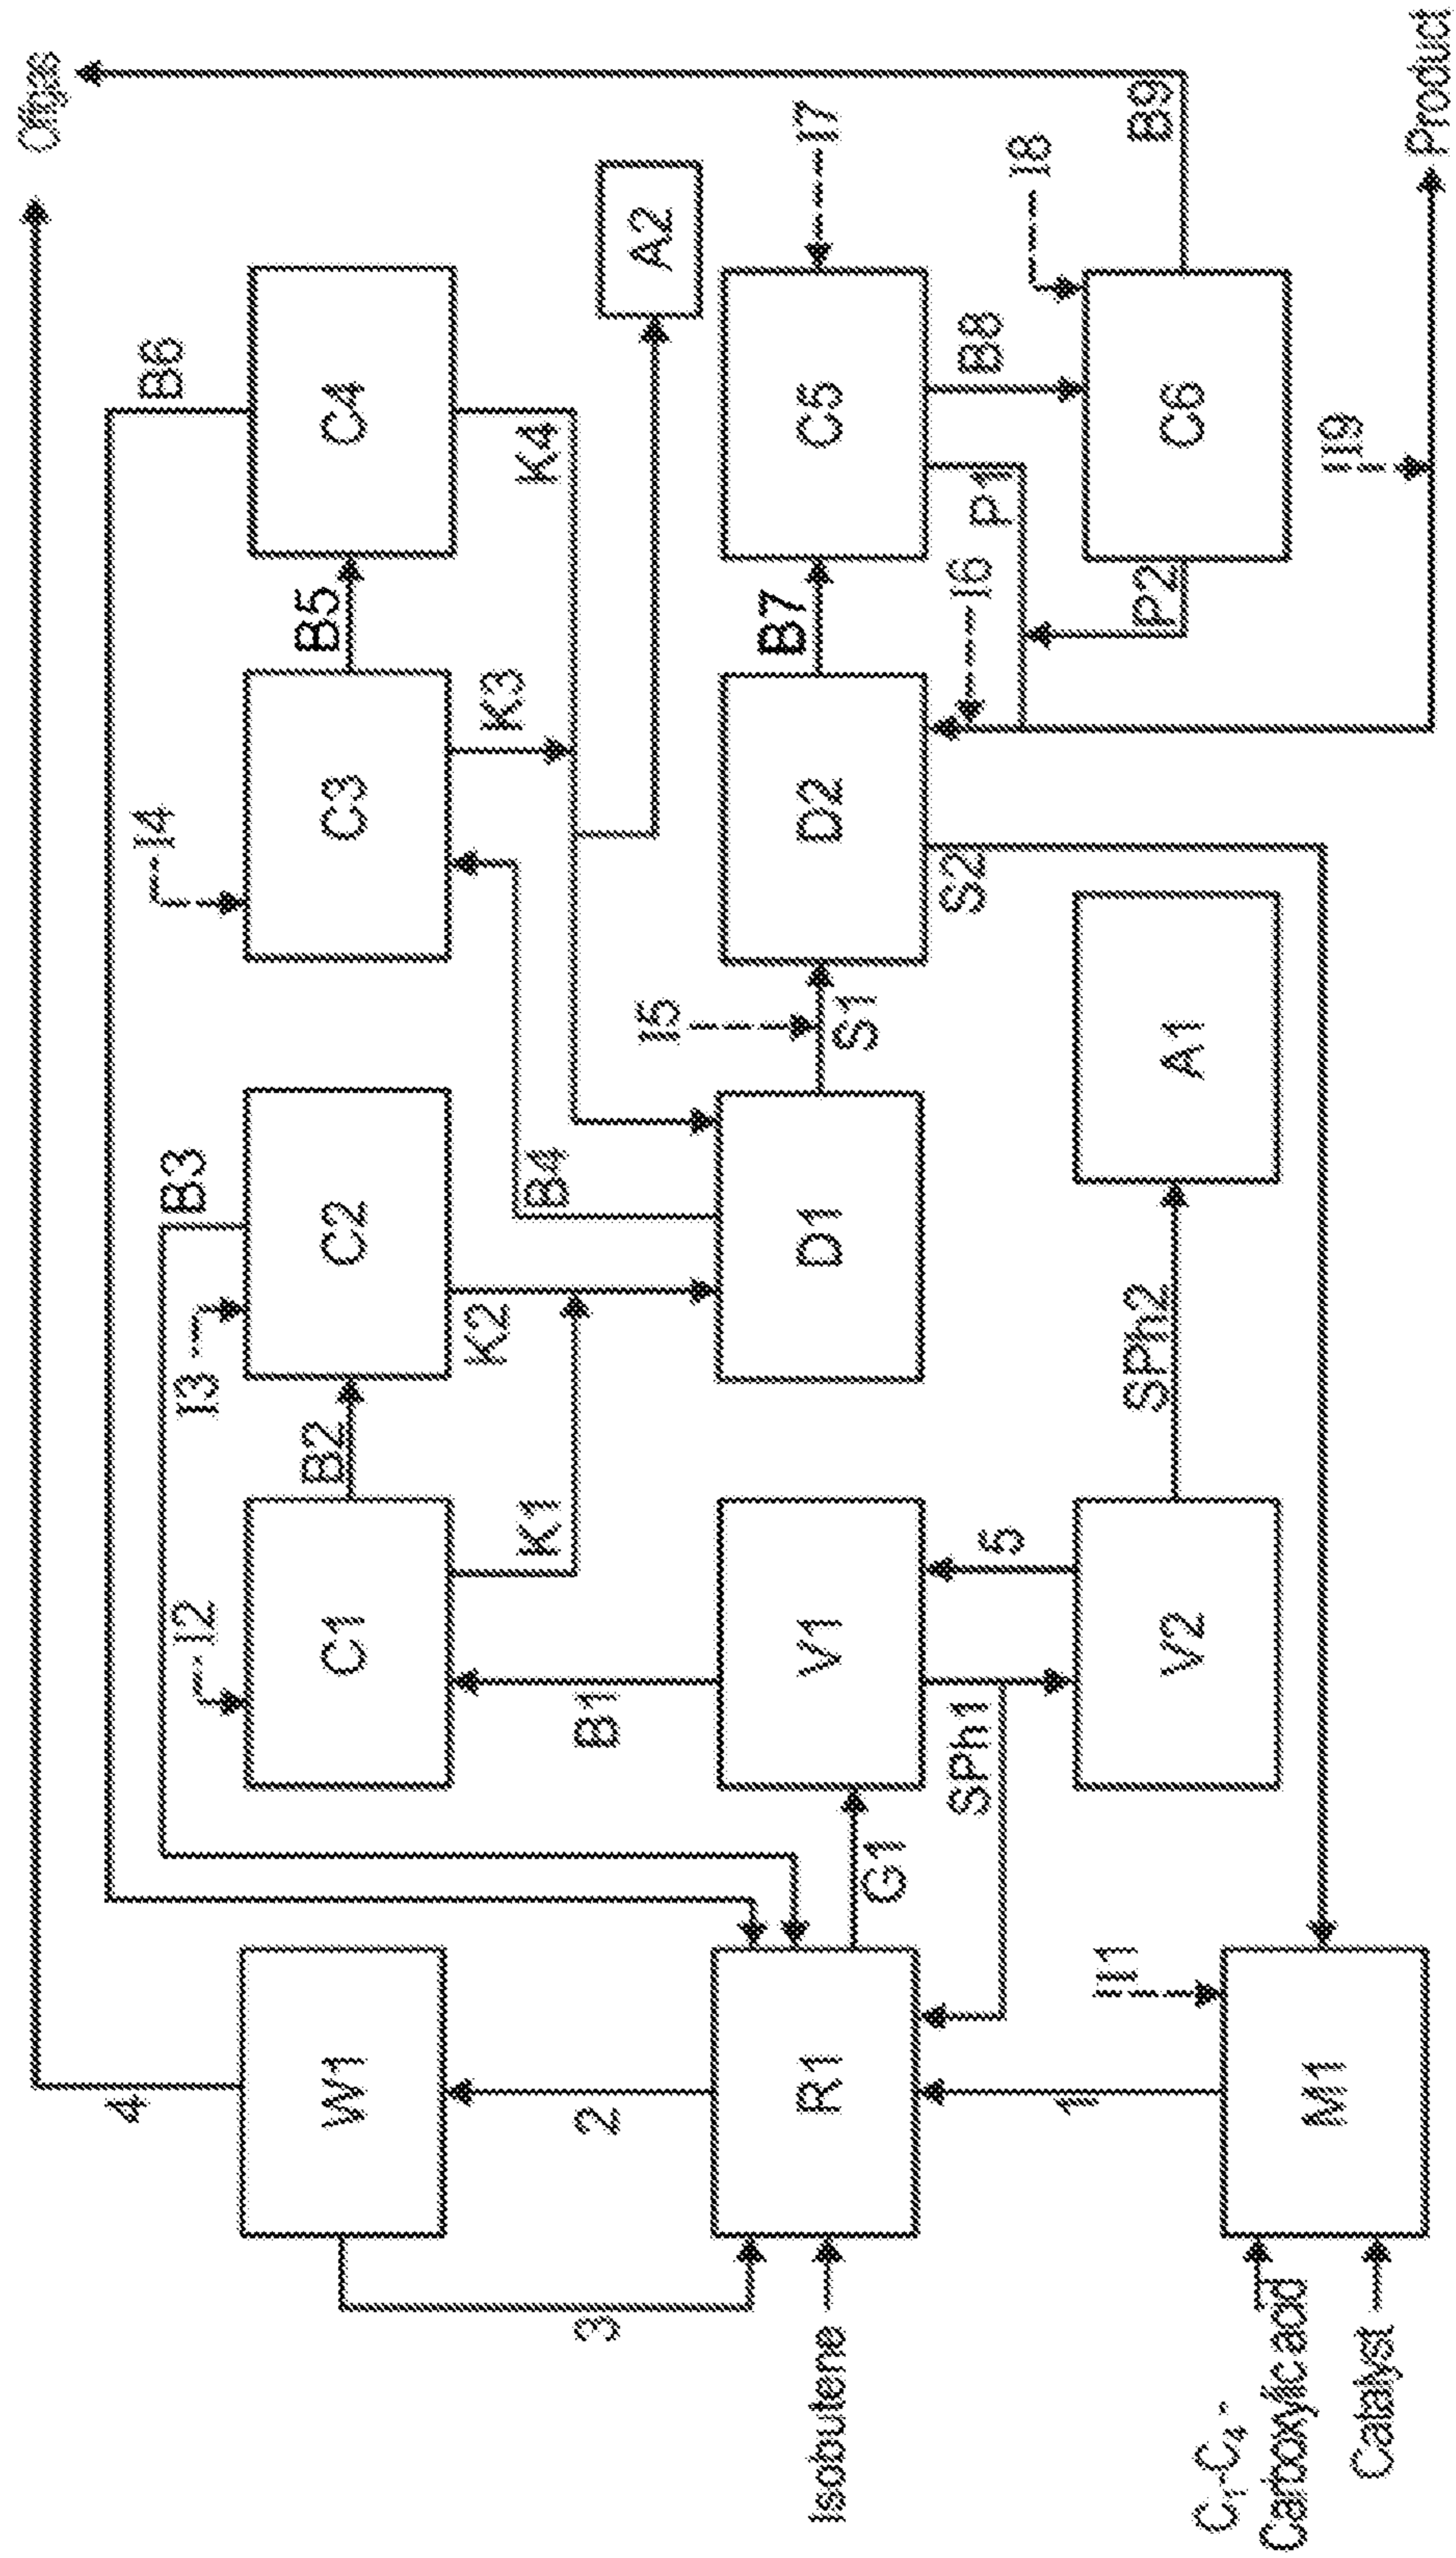 Offgas
4
B6
B3
I2
I3
I4
W1
C1
B2
C2
C3
B5
C4
3
2
B1
K1
K2
B4
K3
K4
A2
Isobutene
R1
G1
V1
D1
I5
S1
D2
B7
C5
I7
SPh1
5
S2
I6
P1
B8
I8
1
I1
V2
SPh2
A1
P2
C6
B9
C1-C4-
Carboxylic acid
Catalyst
M1
I9
Product